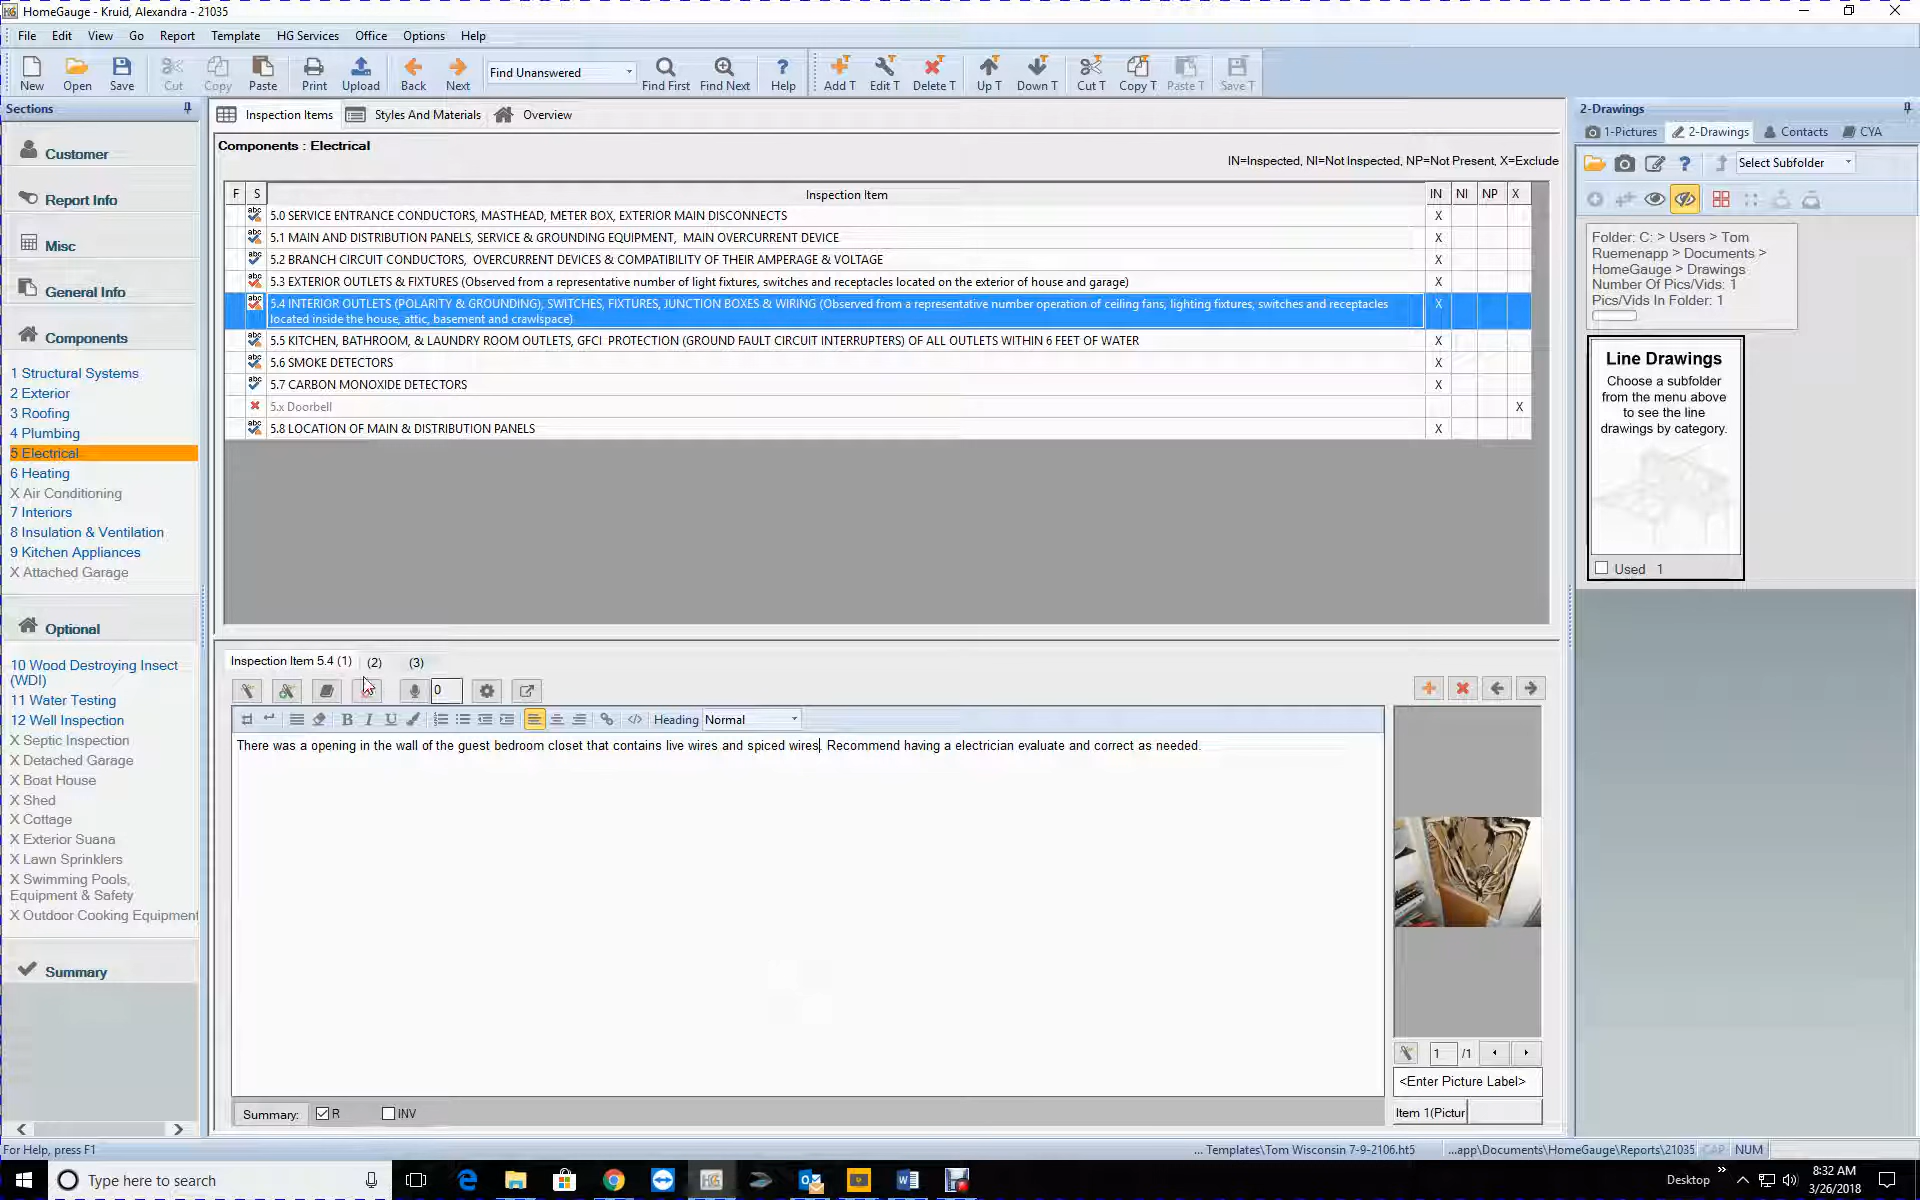 HomeGauge - Kruid, Alexandra - 21035
File Edit View Go Report Template HG Services Office Options Help
New Open Save Cut Copy Paste Print Upload Back Next Find Unanswered Find First Find Next Help Add T Edit T Delete T Up T Down T Cut T Copy T Paste T Save T
Sections
Customer
Report Info
Misc
General Info
Components
1 Structural Systems
2 Exterior
3 Roofing
4 Plumbing
5 Electrical
6 Heating
X Air Conditioning
7 Interiors
8 Insulation & Ventilation
9 Kitchen Appliances
X Attached Garage
Optional
10 Wood Destroying Insect
(WDI)
11 Water Testing
12 Well Inspection
X Septic Inspection
X Detached Garage
X Boat House
X Shed
X Cottage
X Exterior Suana
X Lawn Sprinklers
X Swimming Pools,
Equipment & Safety
X Outdoor Cooking Equipment
Summary
Inspection Items Styles And Materials Overview
Components : Electrical
IN=Inspected, NI=Not Inspected, NP=Not Present, X=Exclude
F S Inspection Item IN NI NP X
5.0 SERVICE ENTRANCE CONDUCTORS, MASTHEAD, METER BOX, EXTERIOR MAIN DISCONNECTS X
5.1 MAIN AND DISTRIBUTION PANELS, SERVICE & GROUNDING EQUIPMENT, MAIN OVERCURRENT DEVICE X
5.2 BRANCH CIRCUIT CONDUCTORS, OVERCURRENT DEVICES & COMPATIBILITY OF THEIR AMPERAGE & VOLTAGE X
5.3 EXTERIOR OUTLETS & FIXTURES (Observed from a representative number of light fixtures, switches and receptacles located on the exterior of house and garage) X
5.4 INTERIOR OUTLETS (POLARITY & GROUNDING), SWITCHES, FIXTURES, JUNCTION BOXES & WIRING (Observed from a representative number operation of ceiling fans, lighting fixtures, switches and receptacles X
located inside the house, attic, basement and crawlspace)
5.5 KITCHEN, BATHROOM, & LAUNDRY ROOM OUTLETS, GFCI PROTECTION (GROUND FAULT CIRCUIT INTERRUPTERS) OF ALL OUTLETS WITHIN 6 FEET OF WATER X
5.6 SMOKE DETECTORS X
5.7 CARBON MONOXIDE DETECTORS X
5.x Doorbell X
5.8 LOCATION OF MAIN & DISTRIBUTION PANELS X
Inspection Item 5.4 (1) (2) (3)
0
B I U Heading Normal
There was a opening in the wall of the guest bedroom closet that contains live wires and spiced wires. Recommend having a electrician evaluate and correct as needed.
Summary: R INV
1 /1
<Enter Picture Label>
Item 1(Pictur
2-Drawings
1-Pictures 2-Drawings Contacts CYA
Select Subfolder
Folder: C: > Users > Tom
Ruemenapp > Documents >
HomeGauge > Drawings
Number Of Pics/Vids: 1
Pics/Vids In Folder: 1
Line Drawings
Choose a subfolder
from the menu above
to see the line
drawings by category.
Used 1
For Help, press F1
... Templates\Tom Wisconsin 7-9-2106.ht5 ...app\Documents\HomeGauge\Reports\21035 CAP NUM
Type here to search
Desktop
8:32 AM
3/26/2018